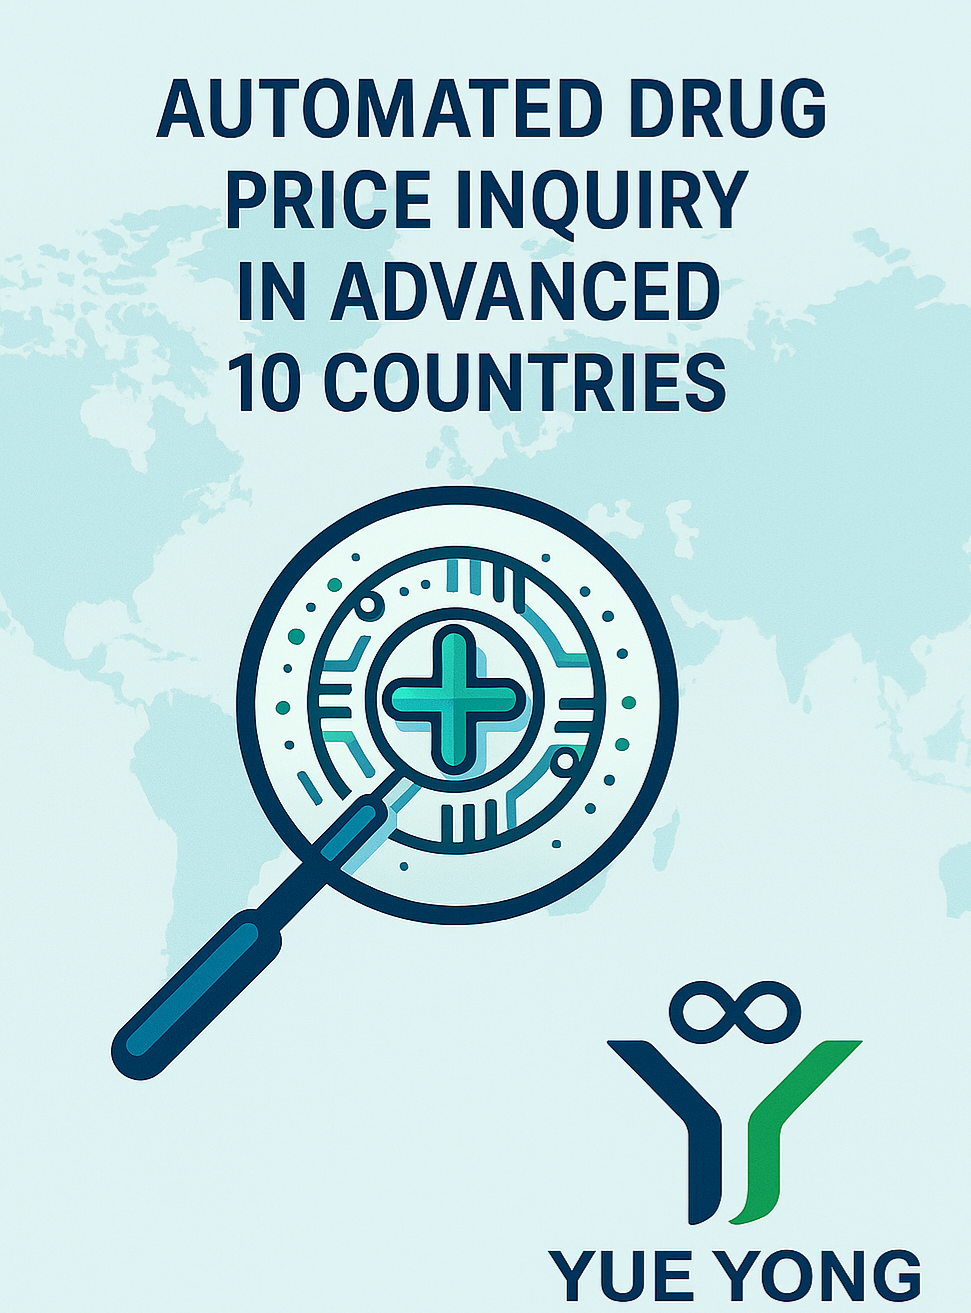 AUTOMATED DRUG
PRICE INQUIRY
IN ADVANCED
10 COUNTRIES
YUE YONG